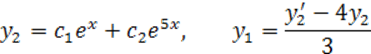 y₂ = c₁eˣ + c₂e⁵ˣ, y₁ = (y₂′ − 4y₂)/3